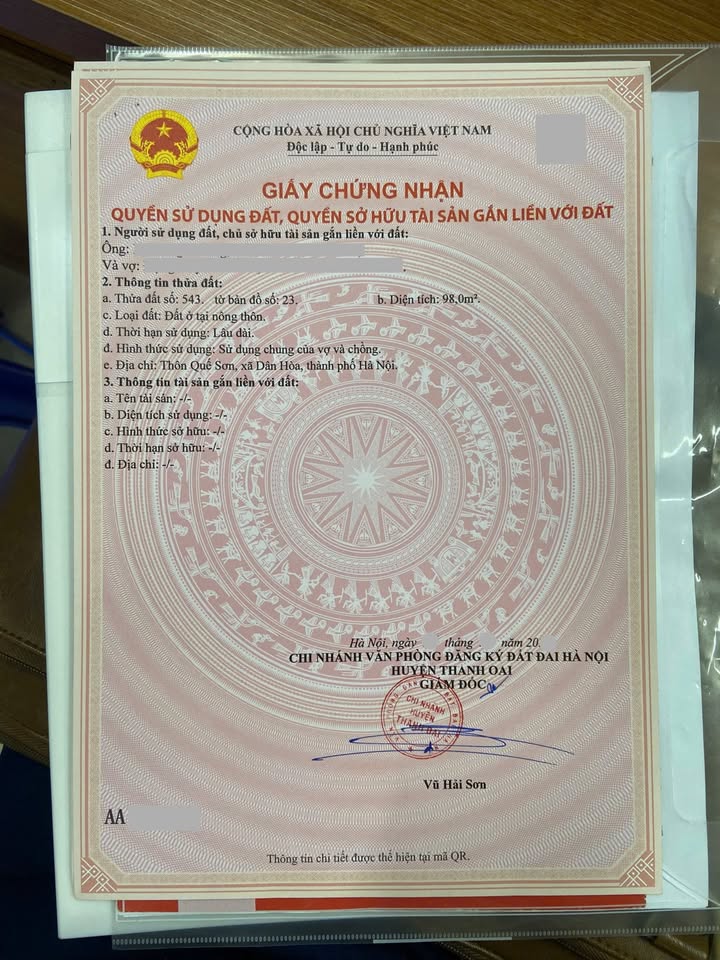 CỘNG HÒA XÃ HỘI CHỦ NGHĨA VIỆT NAM
Độc lập - Tự do - Hạnh phúc
GIẤY CHỨNG NHẬN
QUYỀN SỬ DỤNG ĐẤT, QUYỀN SỞ HỮU TÀI SẢN GẮN LIỀN VỚI ĐẤT
1. Người sử dụng đất, chủ sở hữu tài sản gắn liền với đất:
Ông:
Và vợ:
2. Thông tin thửa đất:
a. Thửa đất số: 543. tờ bản đồ số: 23. b. Diện tích: 98,0m².
c. Loại đất: Đất ở tại nông thôn.
d. Thời hạn sử dụng: Lâu dài.
đ. Hình thức sử dụng: Sử dụng chung của vợ và chồng.
e. Địa chỉ: Thôn Quế Sơn, xã Dân Hòa, thành phố Hà Nội.
3. Thông tin tài sản gắn liền với đất:
a. Tên tài sản: -/-
b. Diện tích sử dụng: -/-
c. Hình thức sở hữu: -/-
d. Thời hạn sở hữu: -/-
đ. Địa chỉ: -/-
Hà Nội, ngày tháng năm 20
CHI NHÁNH VĂN PHÒNG ĐĂNG KÝ ĐẤT ĐAI HÀ NỘI
HUYỆN THANH OAI
GIÁM ĐỐC
CHI NHÁNH
HUYỆN
THANH OAI
Vũ Hải Sơn
AA
Thông tin chi tiết được thể hiện tại mã QR.